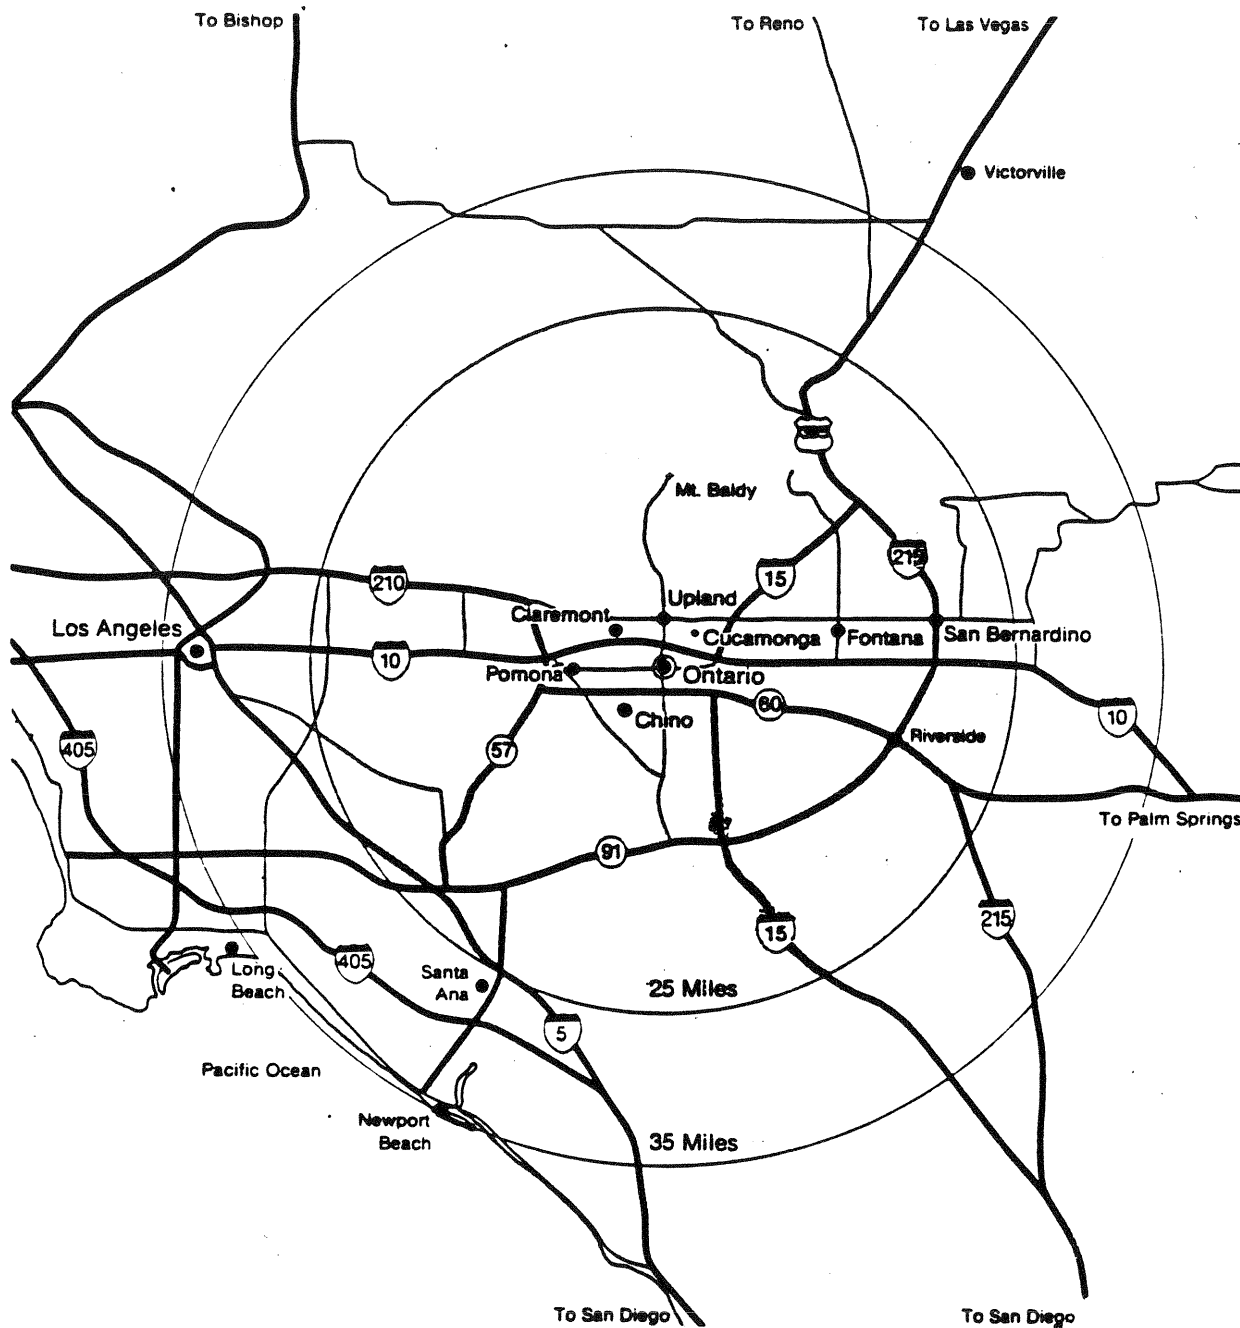 To Bishop
To Reno
To Las Vegas
Victorville
Mt. Baldy
215
15
210
Upland
Claremont
Los Angeles
Cucamonga
Fontana
San Bernardino
10
Pomona
Ontario
60
10
Chino
Riverside
405
57
To Palm Springs
91
215
15
405
Long
Beach
Santa
Ana
25 Miles
5
Pacific Ocean
Newport
Beach
35 Miles
To San Diego
To San Diego